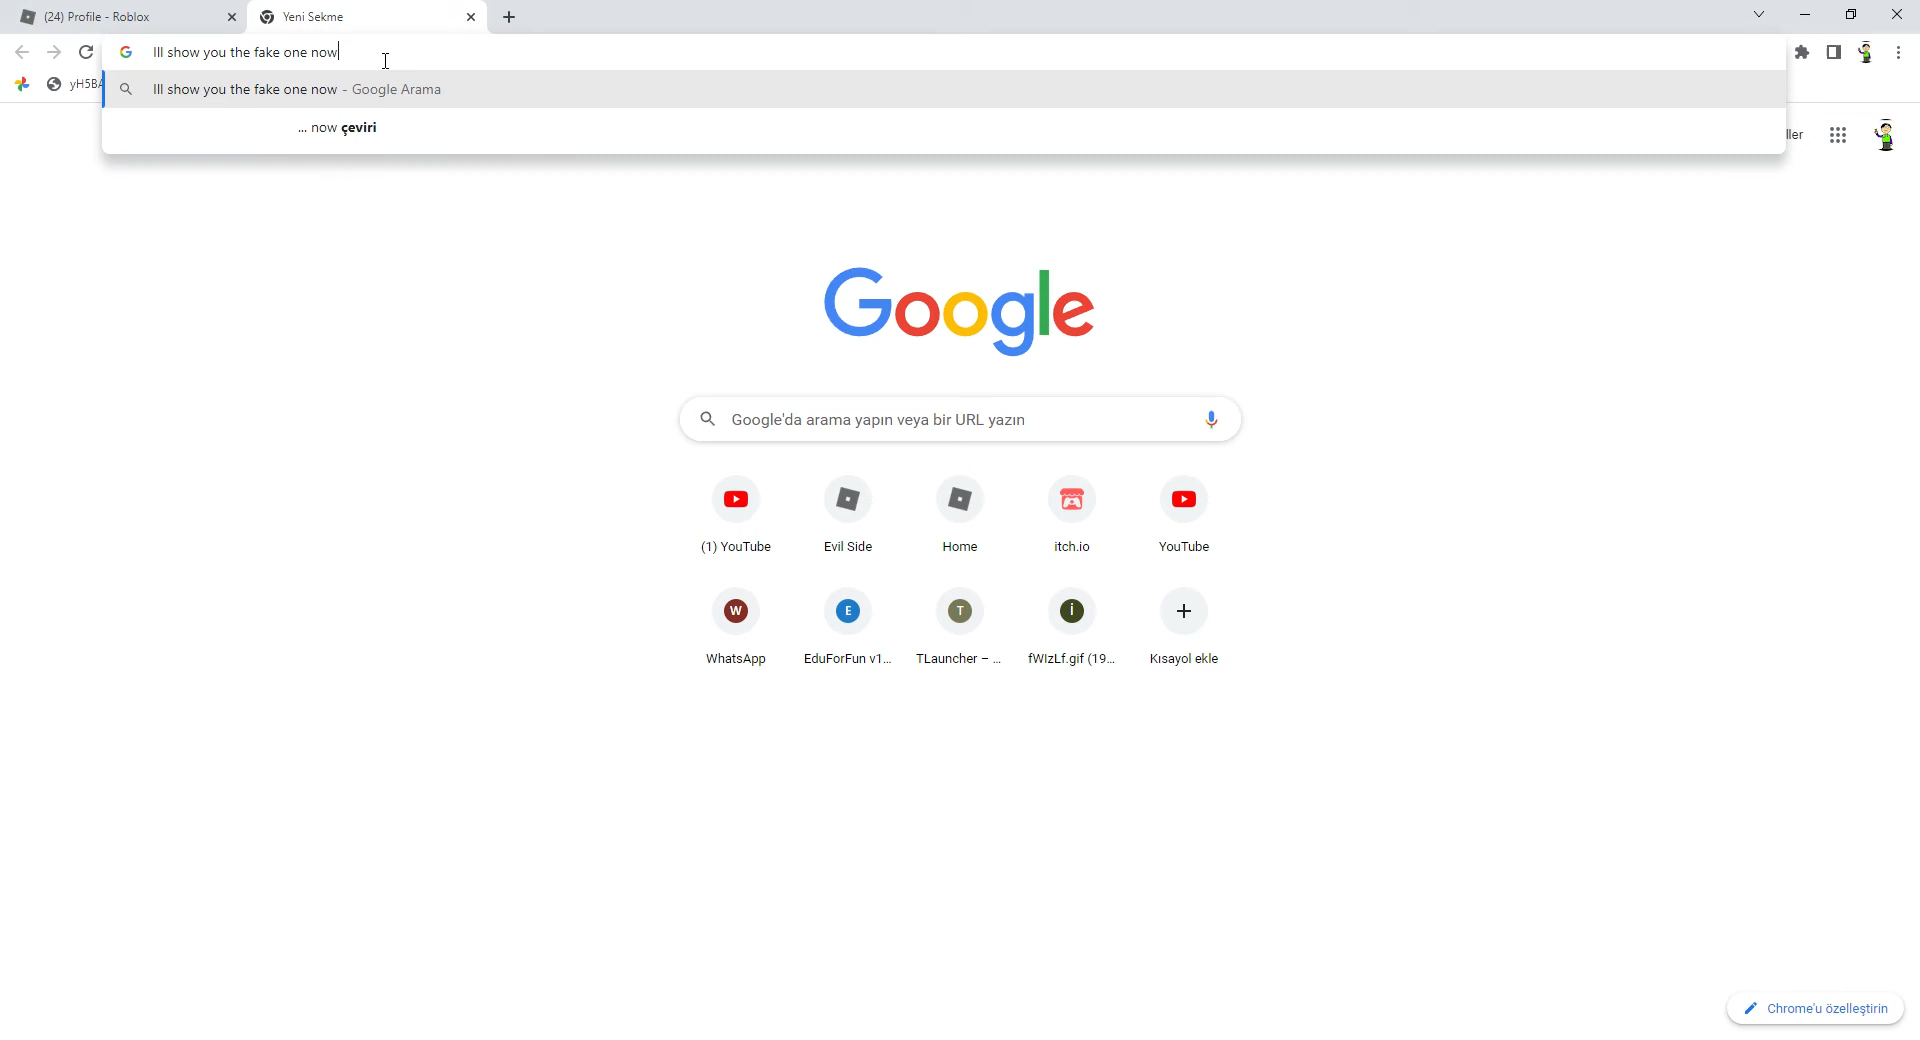 (24) Profile - Roblox
Yeni Sekme
Ill show you the fake one now
yH5BA
Ill show you the fake one now - Google Arama
... now çeviri
ller
Google
Google'da arama yapın veya bir URL yazın
(1) YouTube
Evil Side
Home
itch.io
YouTube
W
E
T
İ
WhatsApp
EduForFun v1...
TLauncher – ...
fWIzLf.gif (19...
Kısayol ekle
Chrome'u özelleştirin